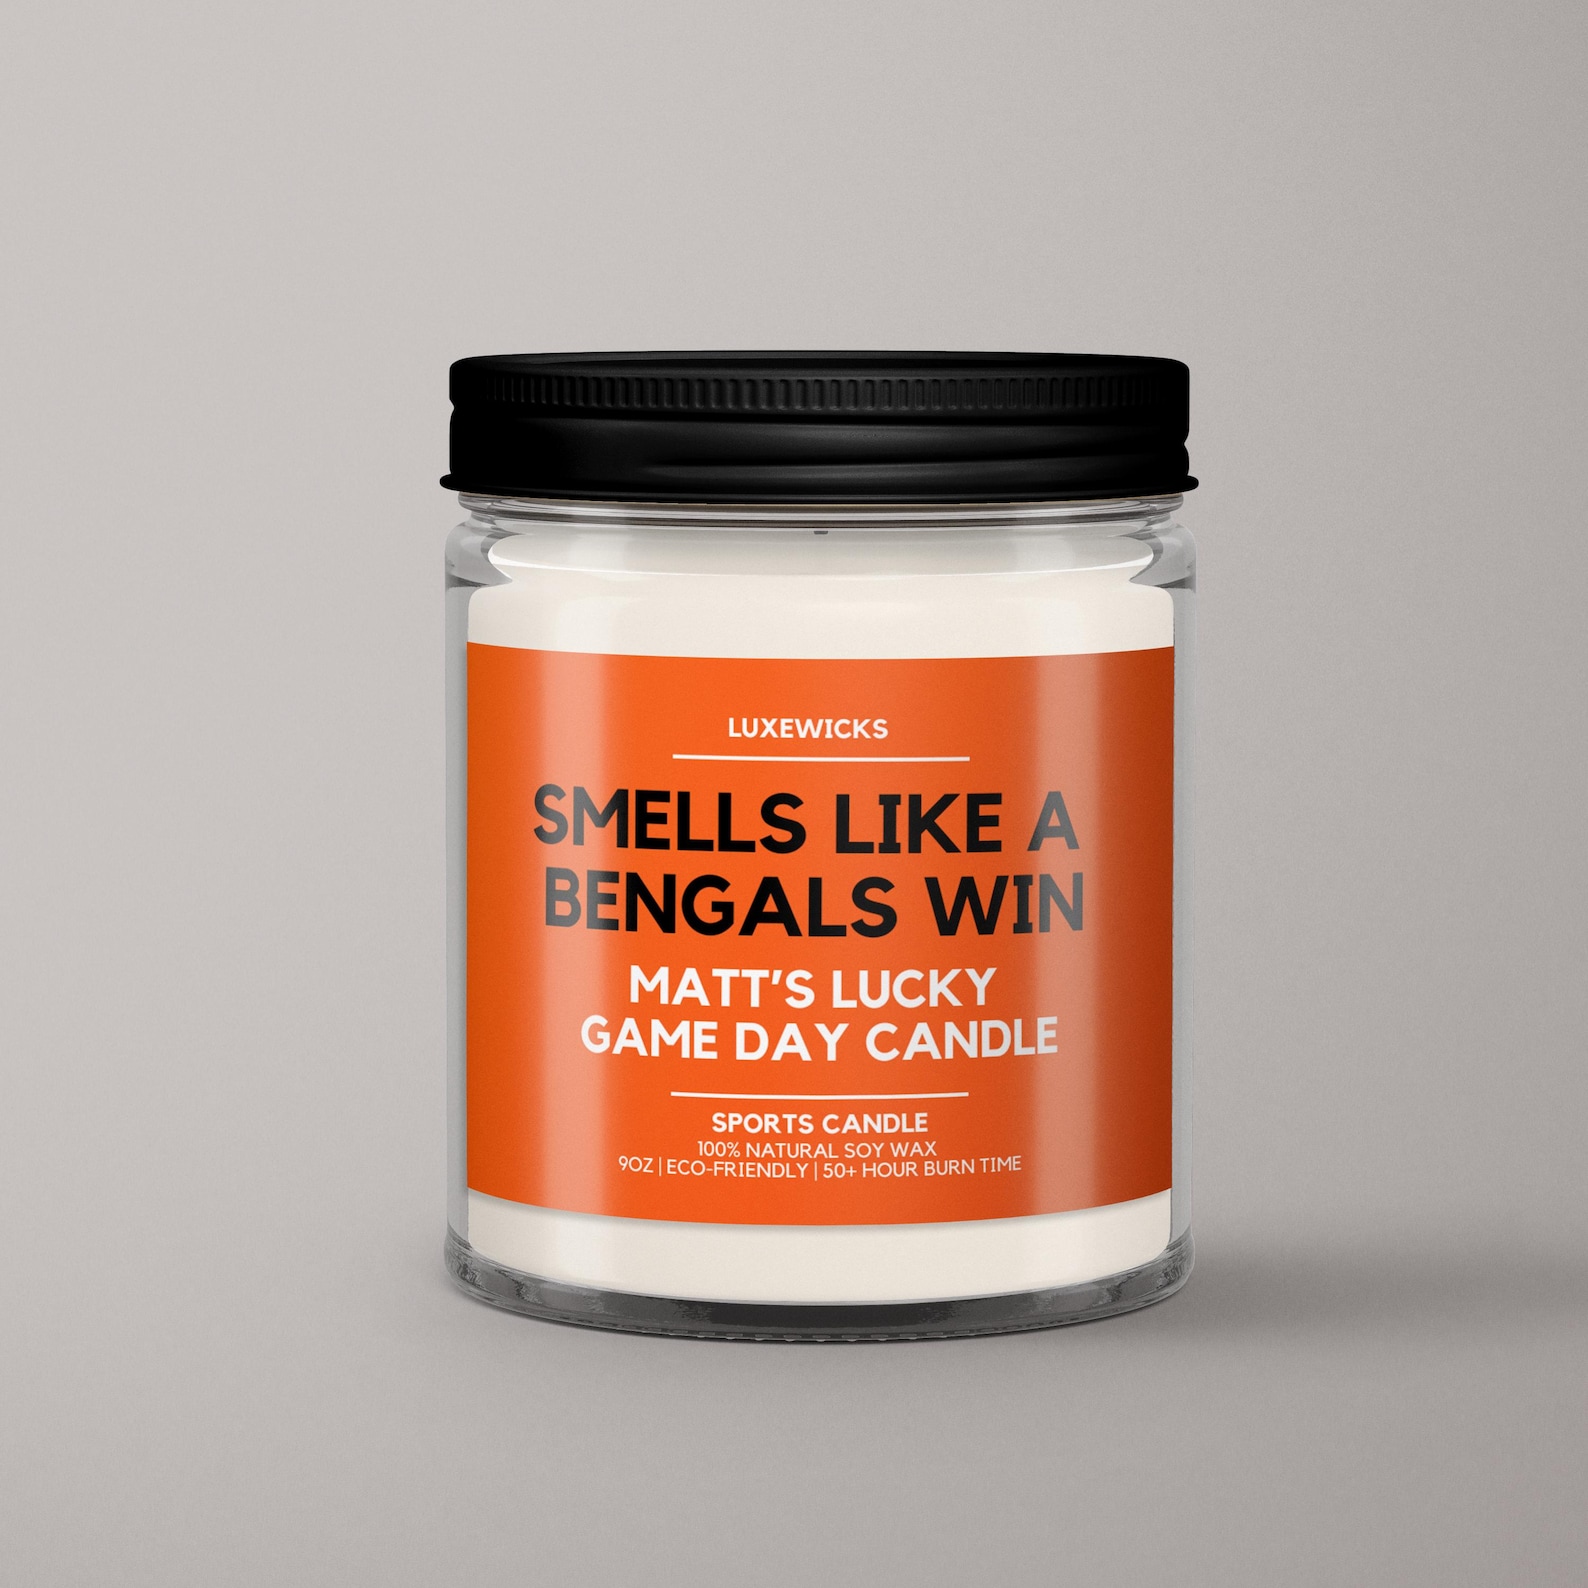 LUXEWICKS
SMELLS LIKE A
BENGALS WIN
MATT'S LUCKY
GAME DAY CANDLE
SPORTS CANDLE
100% NATURAL SOY WAX
9OZ | ECO-FRIENDLY | 50+ HOUR BURN TIME